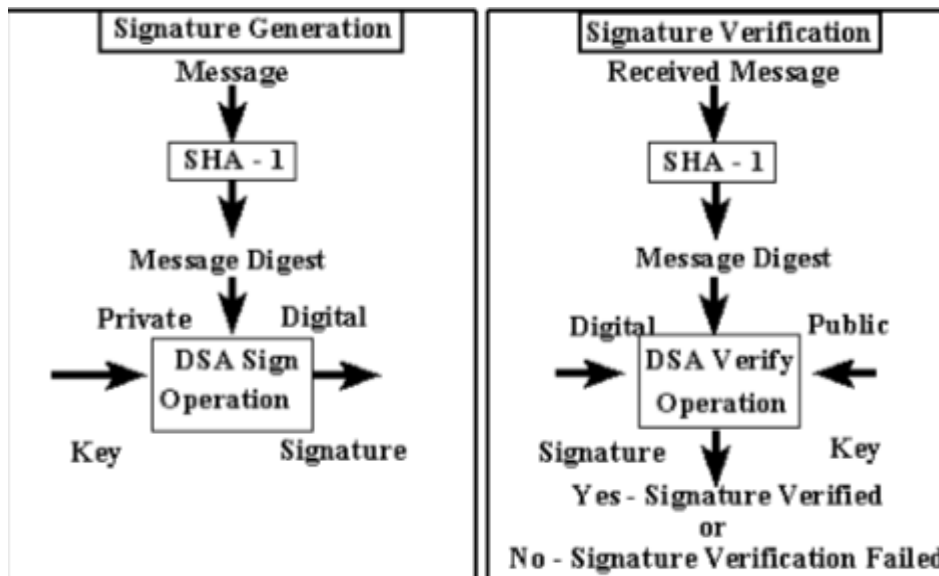 Signature Generation
Message
SHA - 1
Message Digest
Private Digital
DSA Sign
Operation
Key Signature
Signature Verification
Received Message
SHA - 1
Message Digest
Digital Public
DSA Verify
Operation
Signature Key
Yes - Signature Verified
or
No - Signature Verification Failed